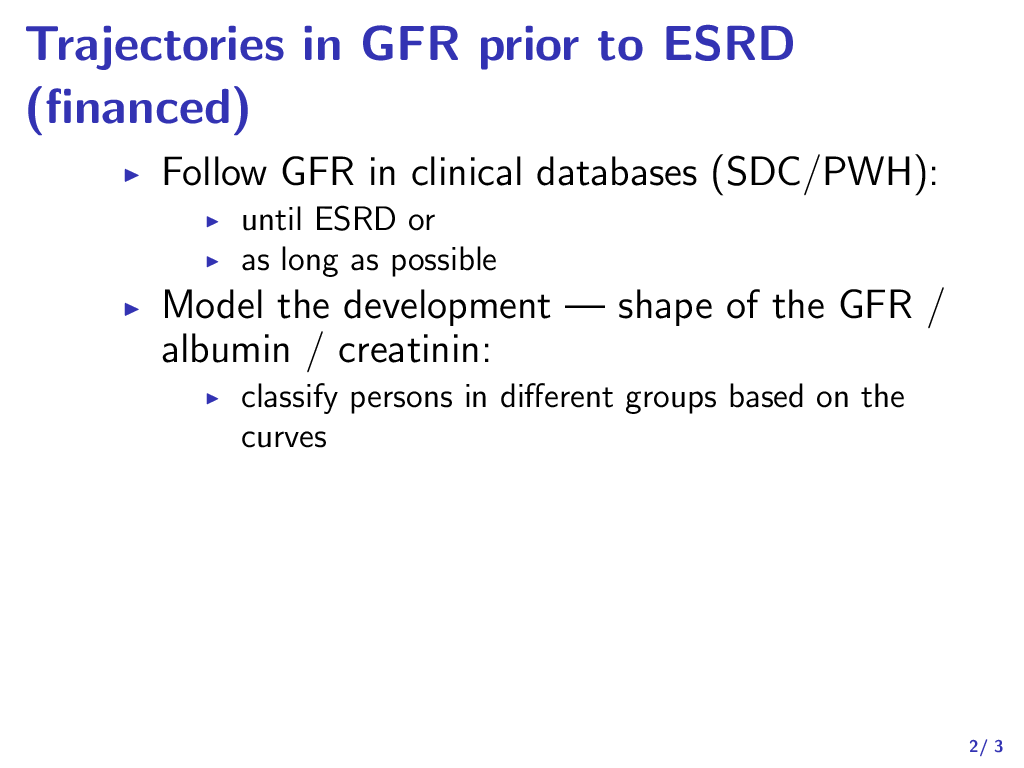 Trajectories in GFR prior to ESRD
(financed)
▶ Follow GFR in clinical databases (SDC/PWH):
▶ until ESRD or
▶ as long as possible
▶ Model the development — shape of the GFR /
albumin / creatinin:
▶ classify persons in different groups based on the
curves
2/ 3